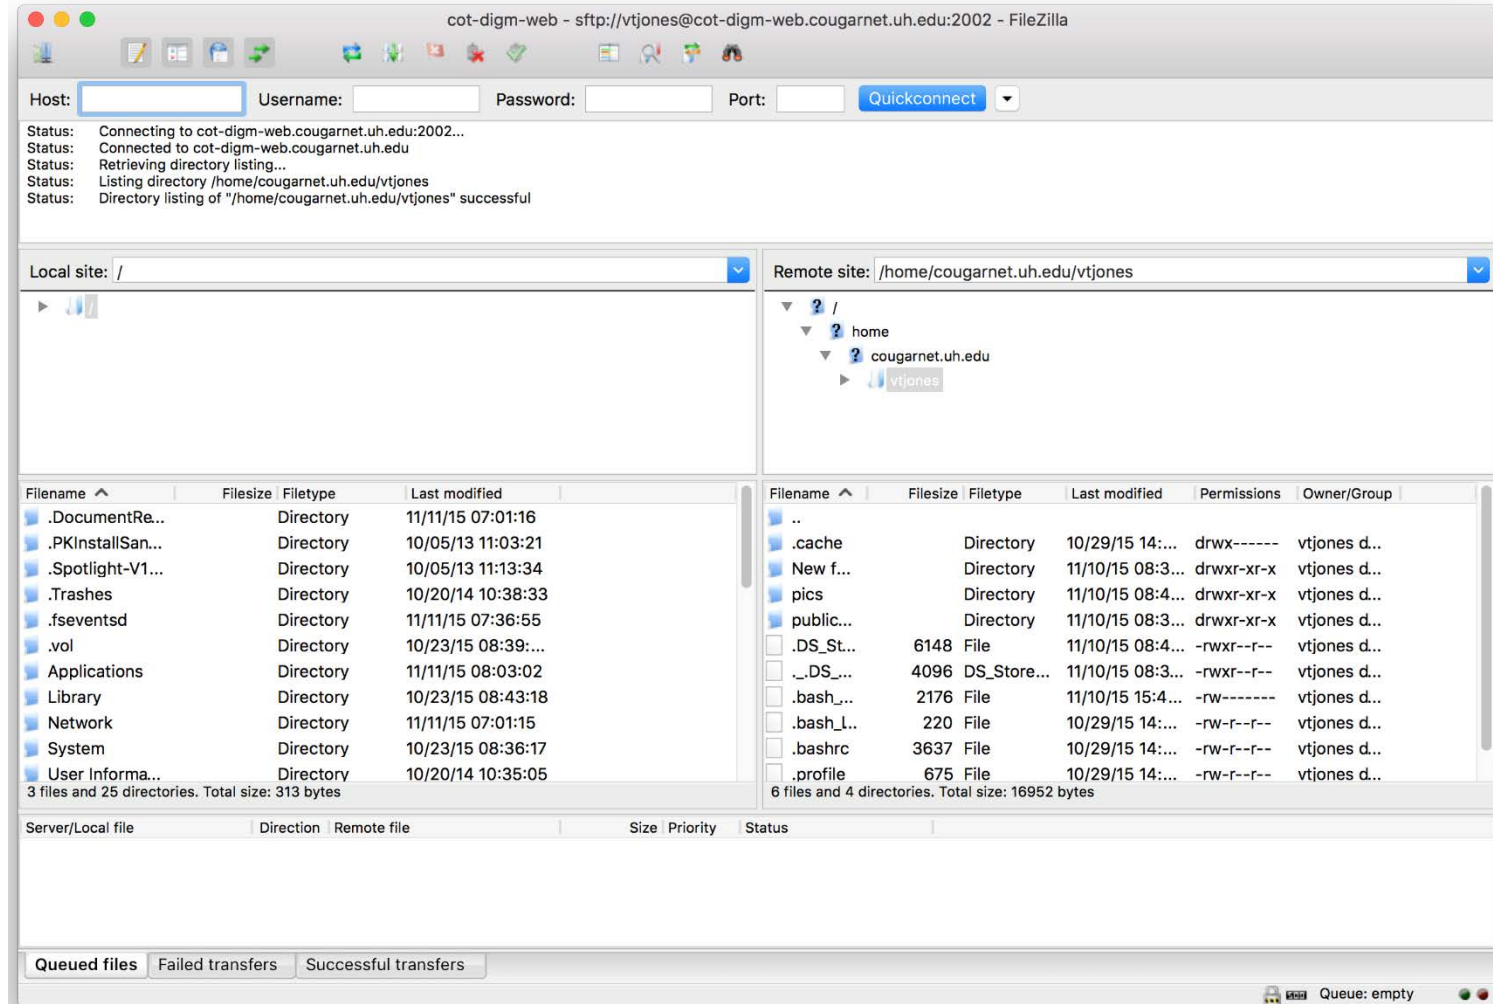 cot-digm-web - sftp://vtjones@cot-digm-web.cougarnet.uh.edu:2002 - FileZilla
Host: Username: Password: Port: Quickconnect
Status: Connecting to cot-digm-web.cougarnet.uh.edu:2002...
Status: Connected to cot-digm-web.cougarnet.uh.edu
Status: Retrieving directory listing...
Status: Listing directory /home/cougarnet.uh.edu/vtjones
Status: Directory listing of "/home/cougarnet.uh.edu/vtjones" successful
Local site: /
/
Remote site: /home/cougarnet.uh.edu/vtjones
? /
? home
? cougarnet.uh.edu
vtjones
Filename Filesize Filetype Last modified
.DocumentRe... Directory 11/11/15 07:01:16
.PKInstallSan... Directory 10/05/13 11:03:21
.Spotlight-V1... Directory 10/05/13 11:13:34
.Trashes Directory 10/20/14 10:38:33
.fseventsd Directory 11/11/15 07:36:55
.vol Directory 10/23/15 08:39:...
Applications Directory 11/11/15 08:03:02
Library Directory 10/23/15 08:43:18
Network Directory 11/11/15 07:01:15
System Directory 10/23/15 08:36:17
User Informa... Directory 10/20/14 10:35:05
3 files and 25 directories. Total size: 313 bytes
Filename Filesize Filetype Last modified Permissions Owner/Group
..
.cache Directory 10/29/15 14:... drwx------ vtjones d...
New f... Directory 11/10/15 08:3... drwxr-xr-x vtjones d...
pics Directory 11/10/15 08:4... drwxr-xr-x vtjones d...
public... Directory 11/10/15 08:3... drwxr-xr-x vtjones d...
.DS_St... 6148 File 11/10/15 08:4... -rwxr--r-- vtjones d...
._.DS_... 4096 DS_Store... 11/10/15 08:3... -rwxr--r-- vtjones d...
.bash_... 2176 File 11/10/15 15:4... -rw------- vtjones d...
.bash_l... 220 File 10/29/15 14:... -rw-r--r-- vtjones d...
.bashrc 3637 File 10/29/15 14:... -rw-r--r-- vtjones d...
.profile 675 File 10/29/15 14:... -rw-r--r-- vtjones d...
6 files and 4 directories. Total size: 16952 bytes
Server/Local file Direction Remote file Size Priority Status
Queued files Failed transfers Successful transfers
Queue: empty